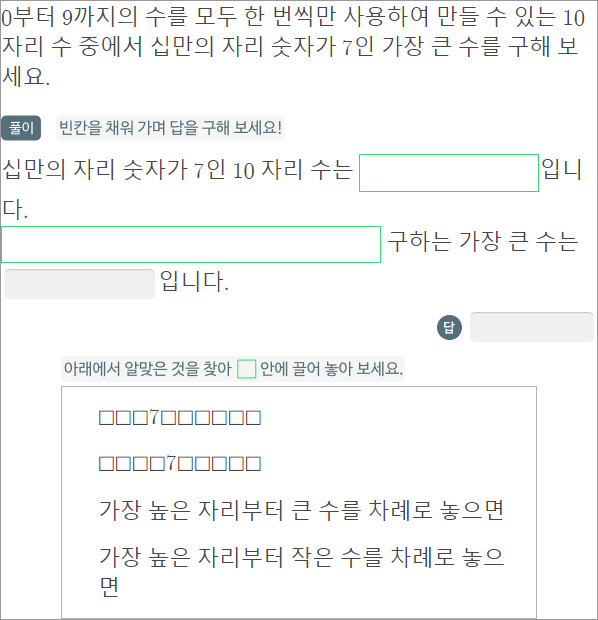 0부터 9까지의 수를 모두 한 번씩만 사용하여 만들 수 있는 10
자리 수 중에서 십만의 자리 숫자가 7인 가장 큰 수를 구해 보
세요.
풀이 빈칸을 채워 가며 답을 구해 보세요!
십만의 자리 숫자가 7인 10 자리 수는 입니
다.
구하는 가장 큰 수는
입니다.
답
아래에서 알맞은 것을 찾아 □ 안에 끌어 놓아 보세요.
□□□7□□□□□□
□□□□7□□□□□
가장 높은 자리부터 큰 수를 차례로 놓으면
가장 높은 자리부터 작은 수를 차례로 놓으
면